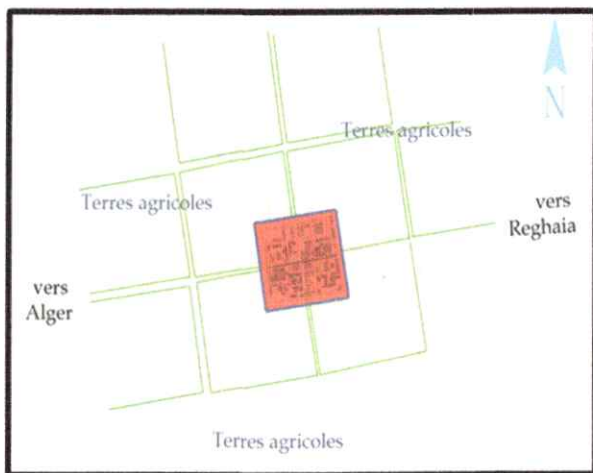 N
Terres agricoles
Terres agricoles
vers
Reghaia
vers
Alger
Terres agricoles